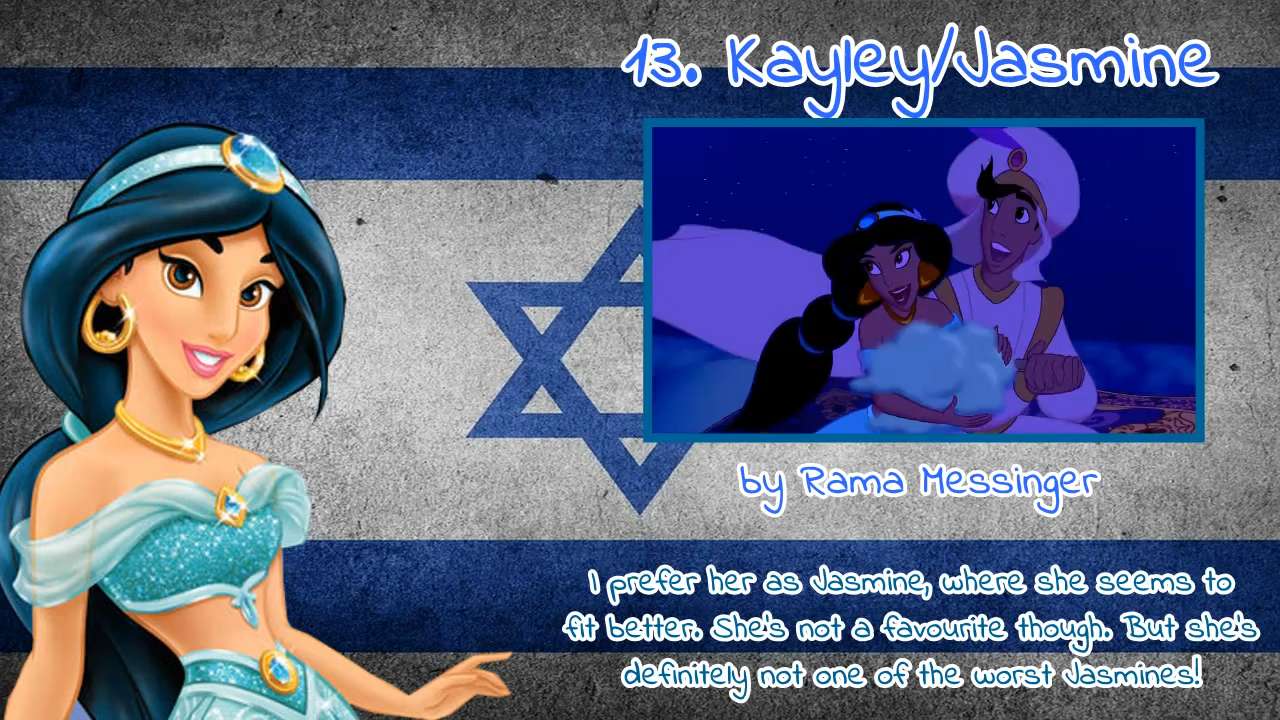 13. Kayley/Jasmine
by Rama Messinger
I prefer her as Jasmine, where she seems to
fit better. She's not a favourite though. But she's
definitely not one of the worst Jasmines!